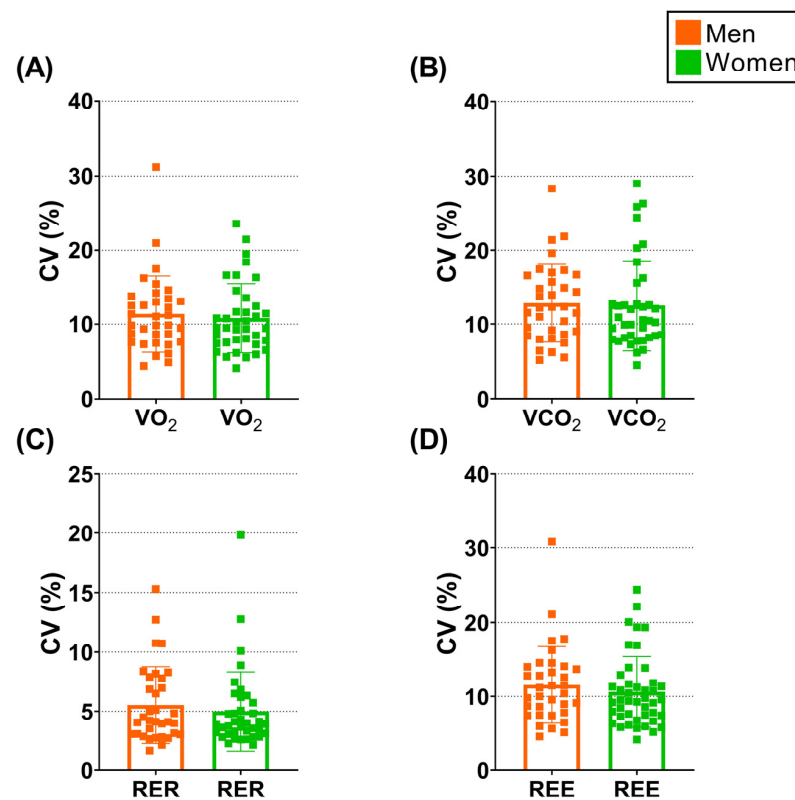 Men
Women
(A)
(B)
CV (%)
40
30
20
10
0
VO₂ VO₂
CV (%)
40
30
20
10
0
VCO₂ VCO₂
(C)
(D)
CV (%)
25
20
15
10
5
0
RER RER
CV (%)
40
30
20
10
0
REE REE